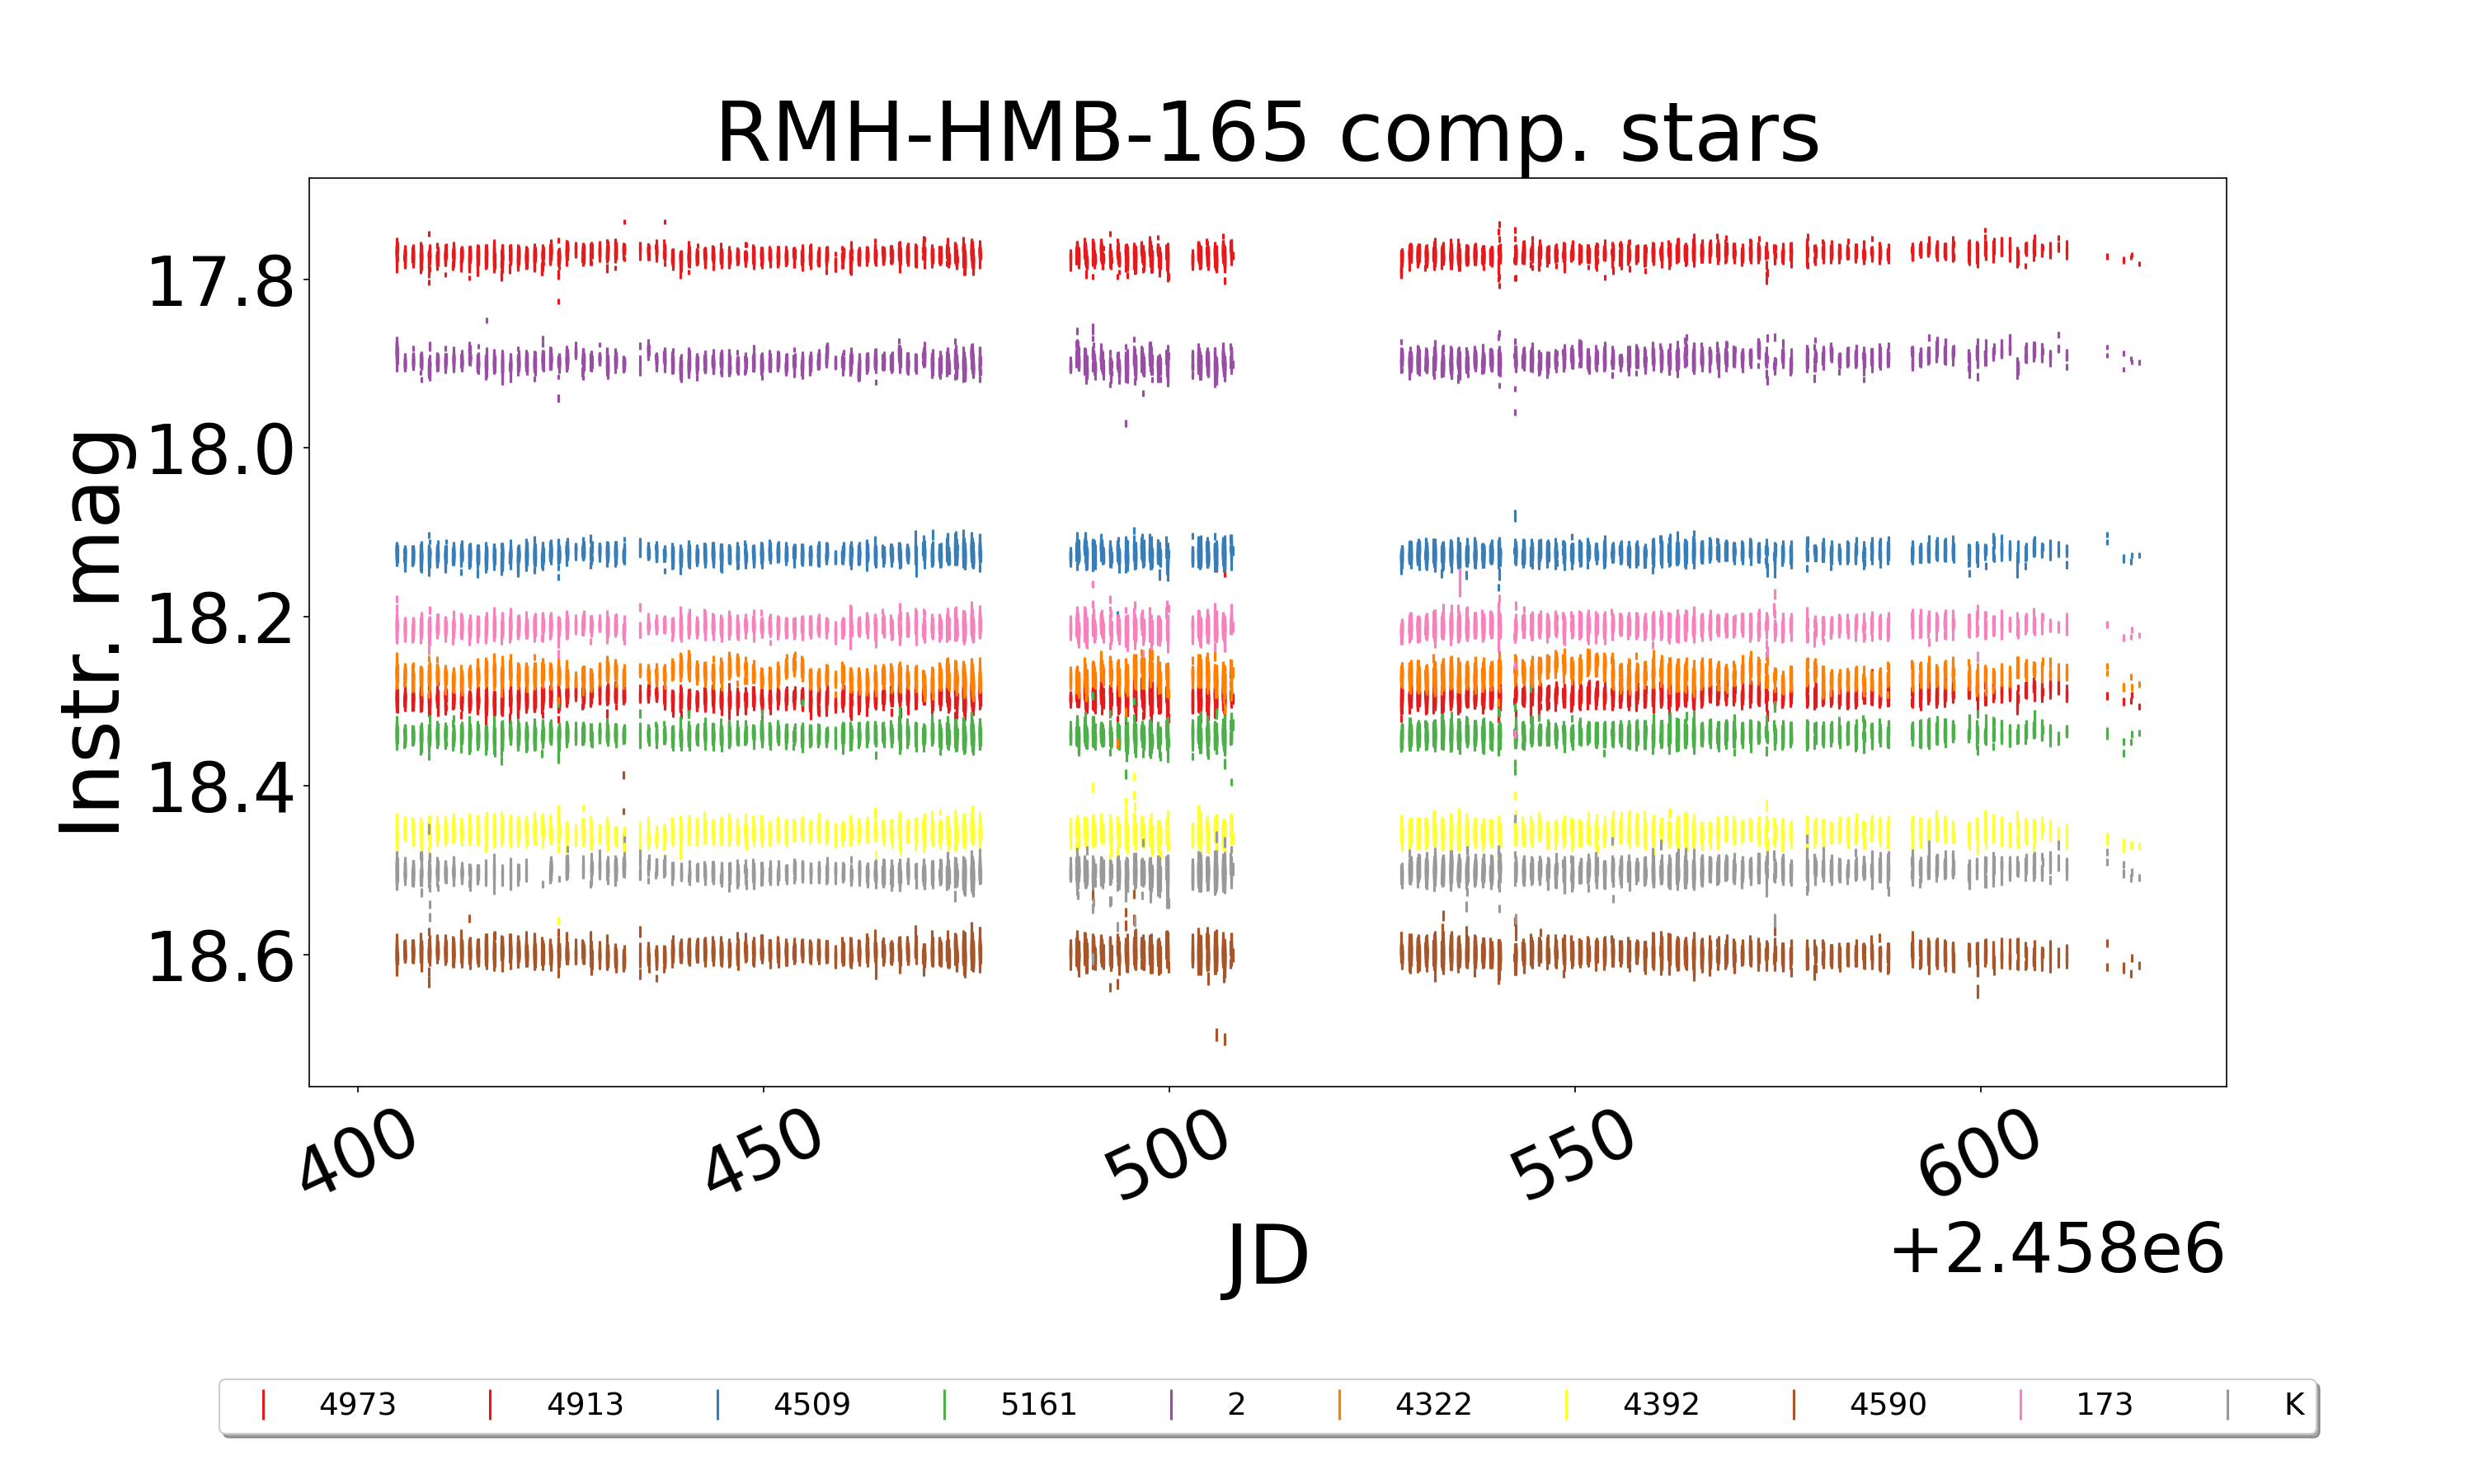 RMH-HMB-165 comp. stars
Instr. mag
17.8
18.0
18.2
18.4
18.6
400 450 500 550 600
JD
+2.458e6
4973 4913 4509 5161 2 4322 4392 4590 173 K